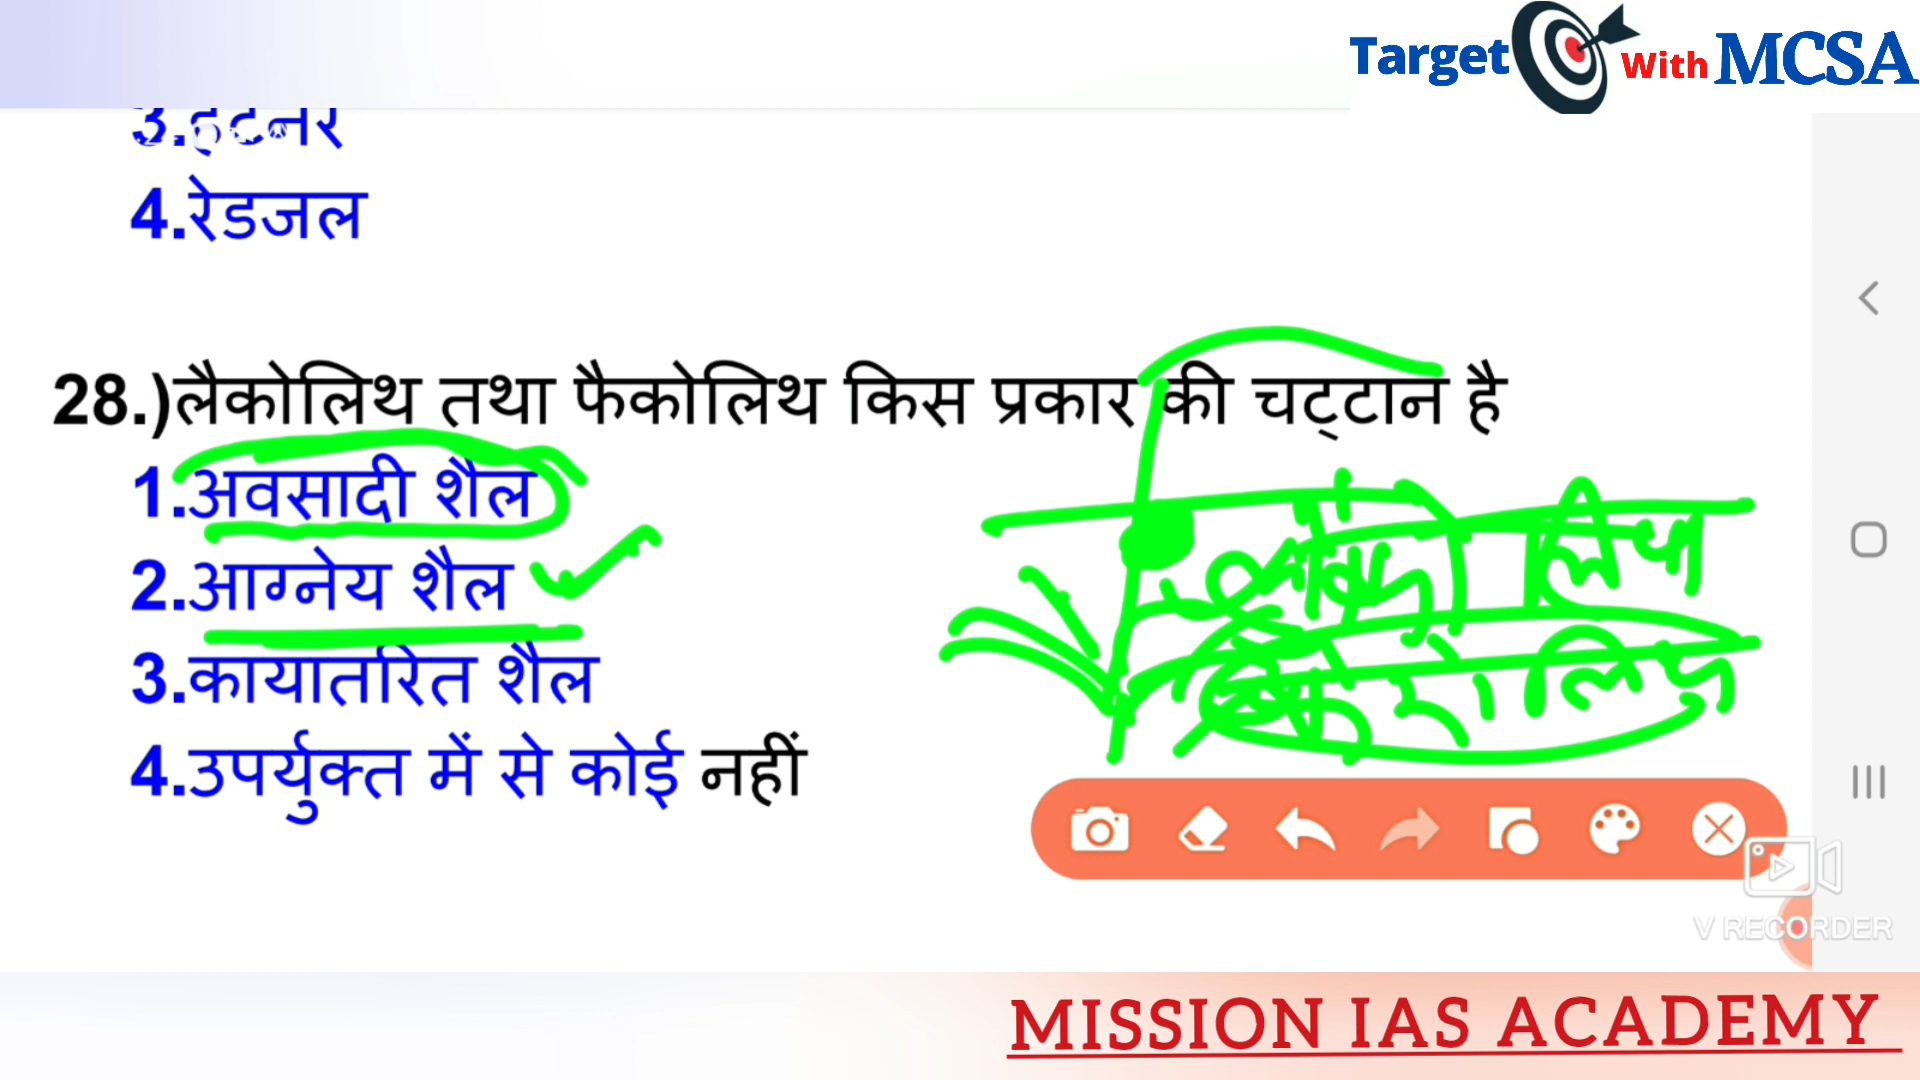 Target With MCSA
4.रेडजल
28.)लैकोलिथ तथा फैकोलिथ किस प्रकार की चट्टान है
1.अवसादी शैल
2.आग्नेय शैल
3.कायातरित शैल
4.उपर्युक्त में से कोई नहीं
V RECORDER
MISSION IAS ACADEMY